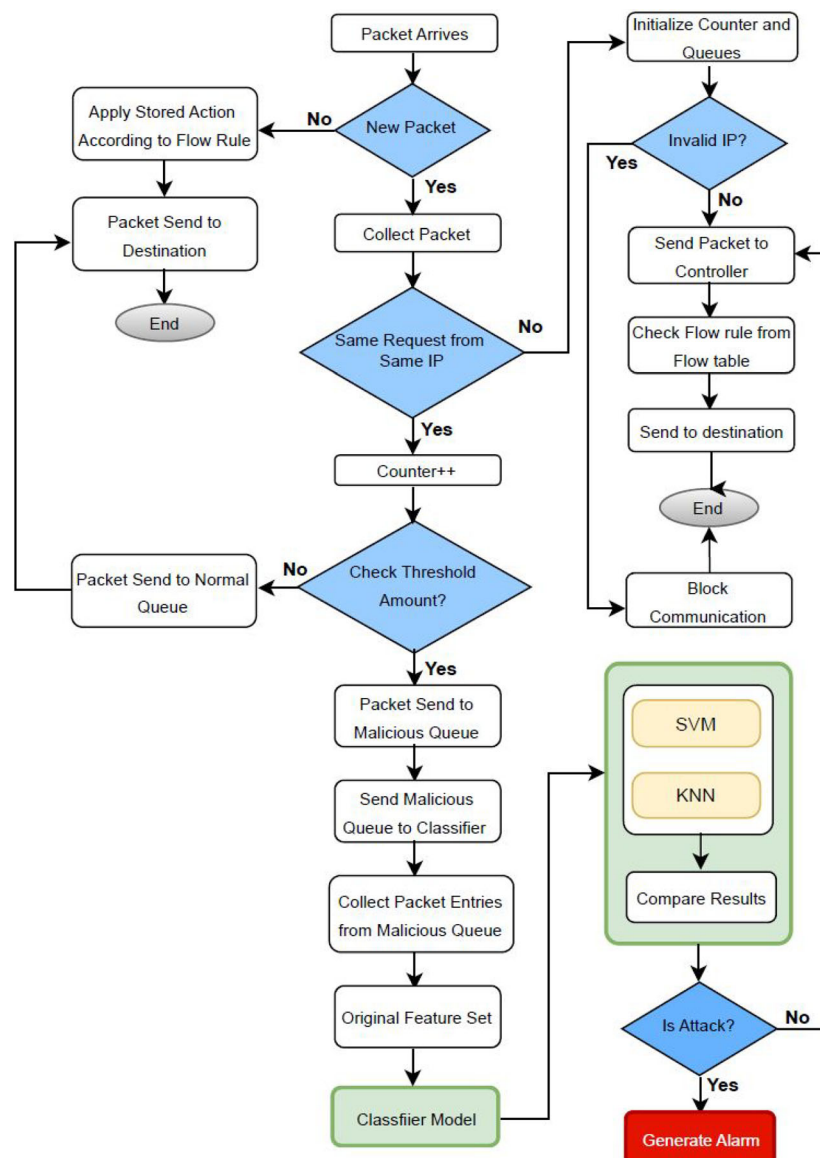 Packet Arrives
New Packet
No
Apply Stored Action
According to Flow Rule
Packet Send to
Destination
End
Yes
Collect Packet
Same Request from
Same IP
No
Initialize Counter and
Queues
Invalid IP?
Yes
No
Send Packet to
Controller
Check Flow rule from
Flow table
Send to destination
End
Block
Communication
Yes
Counter++
Check Threshold
Amount?
No
Packet Send to Normal
Queue
Yes
Packet Send to
Malicious Queue
Send Malicious
Queue to Classifier
Collect Packet Entries
from Malicious Queue
Original Feature Set
Classfiier Model
SVM
KNN
Compare Results
Is Attack?
No
Yes
Generate Alarm